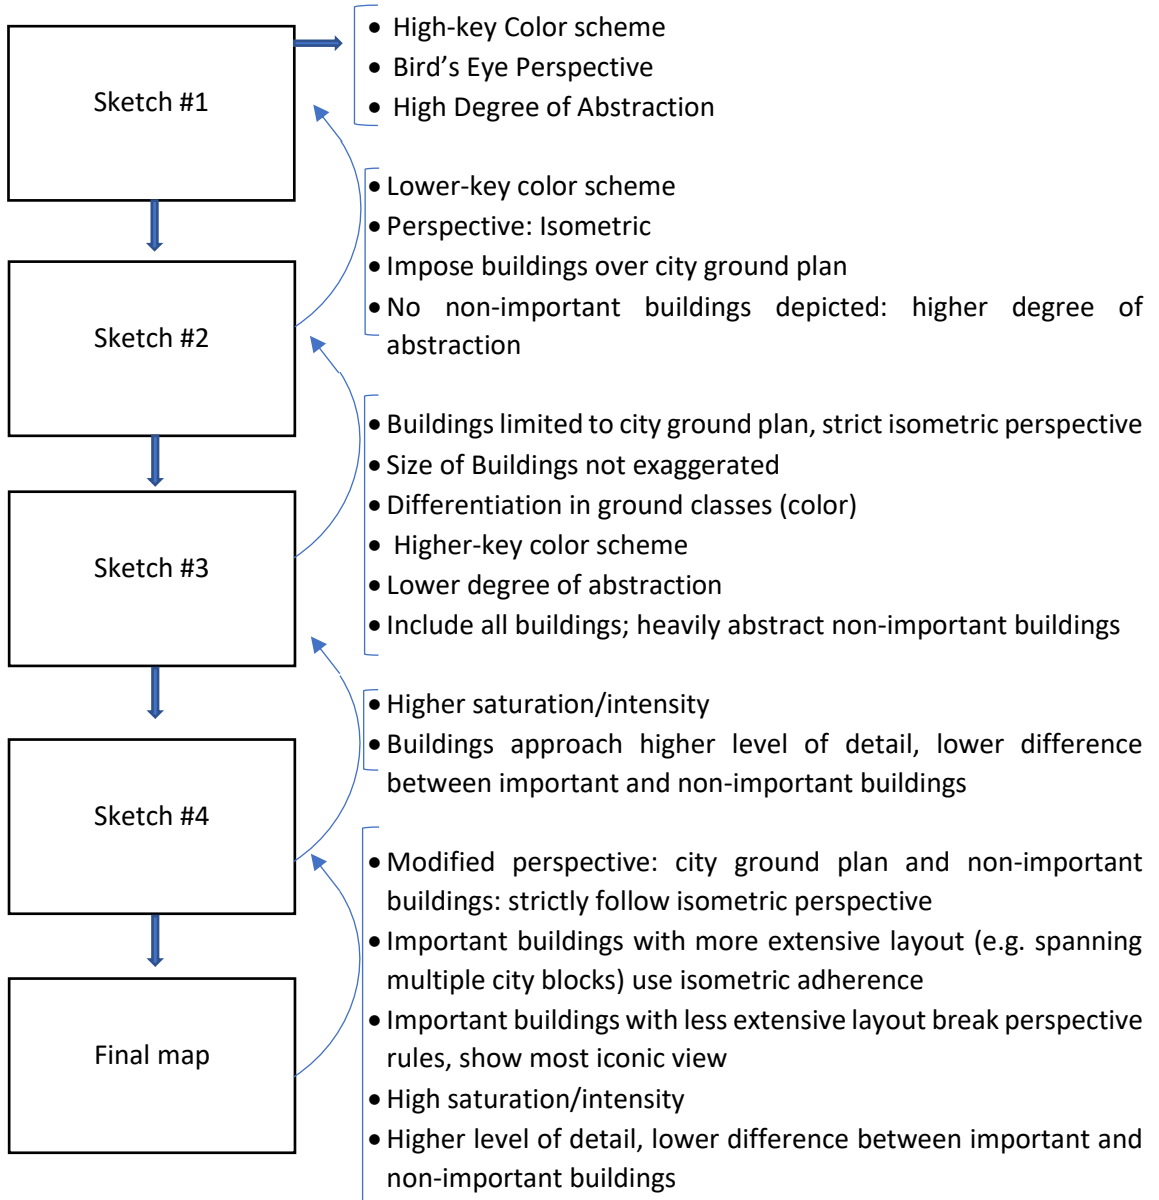 Sketch #1
• High-key Color scheme
• Bird's Eye Perspective
• High Degree of Abstraction
Sketch #2
• Lower-key color scheme
• Perspective: Isometric
• Impose buildings over city ground plan
• No non-important buildings depicted: higher degree of
abstraction
Sketch #3
• Buildings limited to city ground plan, strict isometric perspective
• Size of Buildings not exaggerated
• Differentiation in ground classes (color)
• Higher-key color scheme
• Lower degree of abstraction
• Include all buildings; heavily abstract non-important buildings
Sketch #4
• Higher saturation/intensity
• Buildings approach higher level of detail, lower difference
between important and non-important buildings
Final map
• Modified perspective: city ground plan and non-important
buildings: strictly follow isometric perspective
• Important buildings with more extensive layout (e.g. spanning
multiple city blocks) use isometric adherence
• Important buildings with less extensive layout break perspective
rules, show most iconic view
• High saturation/intensity
• Higher level of detail, lower difference between important and
non-important buildings